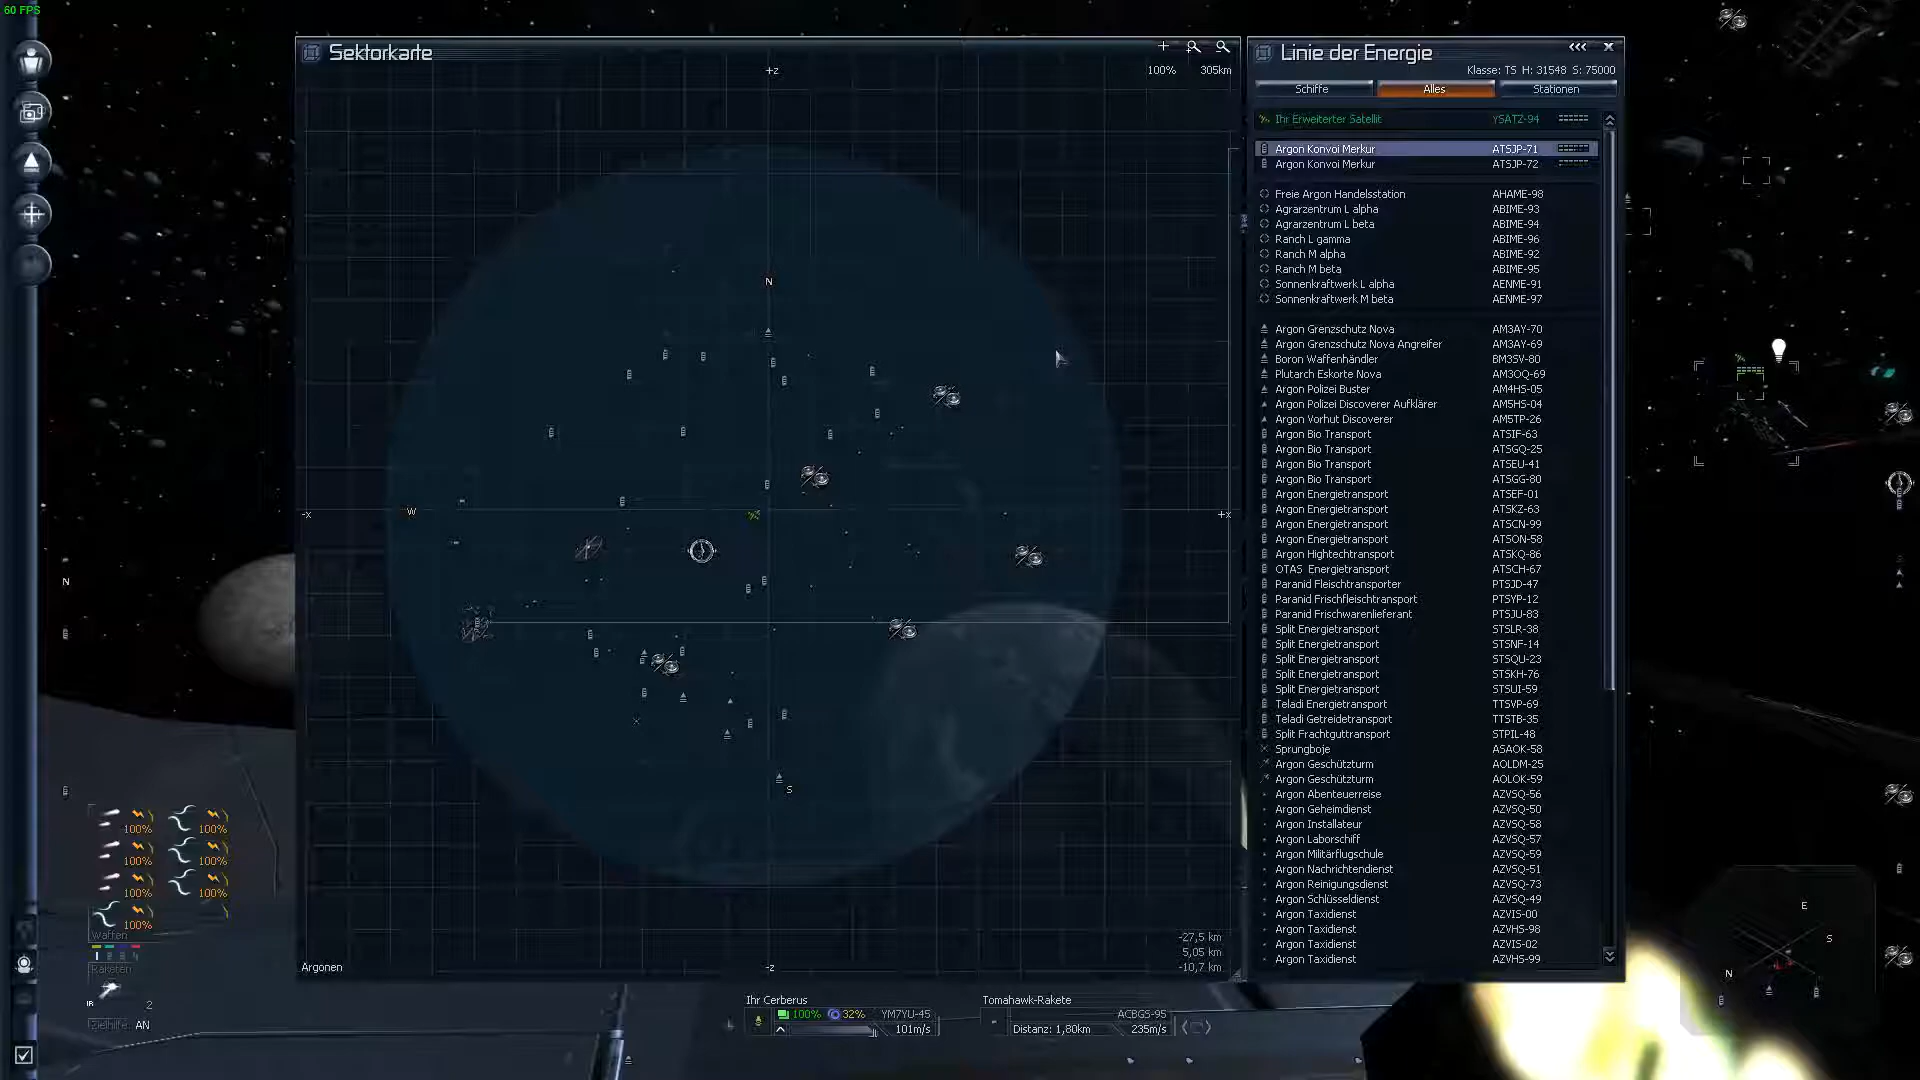 60 FPS
Sektorkarte
100% 305km
+z
N
W
-x
+x
S
-z
-27,5 km
5,05 km
-10,7 km
Argonen
Linie der Energie
Klasse: TS H: 31548 S: 75000
Schiffe Alles Stationen
Ihr Erweiterter Satellit YSATZ-94
Argon Konvoi Merkur ATSJP-71
Argon Konvoi Merkur ATSJP-72
Freie Argon Handelsstation AHAME-98
Agrarzentrum L alpha ABIME-93
Agrarzentrum L beta ABIME-94
Ranch L gamma ABIME-96
Ranch M alpha ABIME-92
Ranch M beta ABIME-95
Sonnenkraftwerk L alpha AENME-91
Sonnenkraftwerk M beta AENME-97
Argon Grenzschutz Nova AM3AY-70
Argon Grenzschutz Nova Angreifer AM3AY-69
Boron Waffenhändler BM3SV-80
Plutarch Eskorte Nova AM3OQ-69
Argon Polizei Buster AM4HS-05
Argon Polizei Discoverer Aufklärer AM5HS-04
Argon Vorhut Discoverer AM5TP-26
Argon Bio Transport ATSIF-63
Argon Bio Transport ATSGQ-25
Argon Bio Transport ATSEU-41
Argon Bio Transport ATSGG-80
Argon Energietransport ATSEF-01
Argon Energietransport ATSKZ-63
Argon Energietransport ATSCN-99
Argon Energietransport ATSON-58
Argon Hightechtransport ATSKQ-86
OTAS Energietransport ATSCH-67
Paranid Fleischtransporter PTSJD-47
Paranid Frischfleischtransport PTSYP-12
Paranid Frischwarenlieferant PTSJU-83
Split Energietransport STSLR-38
Split Energietransport STSNF-14
Split Energietransport STSQU-23
Split Energietransport STSKH-76
Split Energietransport STSUI-59
Teladi Energietransport TTSVP-69
Teladi Getreidetransport TTSTB-35
Split Frachtguttransport STPIL-48
Sprungboje ASAOK-58
Argon Geschützturm AOLDM-25
Argon Geschützturm AOLOK-59
Argon Abenteuerreise AZVSQ-56
Argon Geheimdienst AZVSQ-50
Argon Installateur AZVSQ-58
Argon Laborschiff AZVSQ-57
Argon Militärflugschule AZVSQ-59
Argon Nachrichtendienst AZVSQ-51
Argon Reinigungsdienst AZVSQ-73
Argon Schlüsseldienst AZVSQ-49
Argon Taxidienst AZVIS-00
Argon Taxidienst AZVHS-98
Argon Taxidienst AZVIS-02
Argon Taxidienst AZVHS-99
N
100% 100%
100% 100%
100% 100%
100%
Waffen
Raketen
IR 2
Zielhilfe: AN
Ihr Cerberus
100% 32% YM7YU-45
101m/s
Tomahawk-Rakete
ACBGS-95
Distanz: 1,80km 235m/s
E
S
N